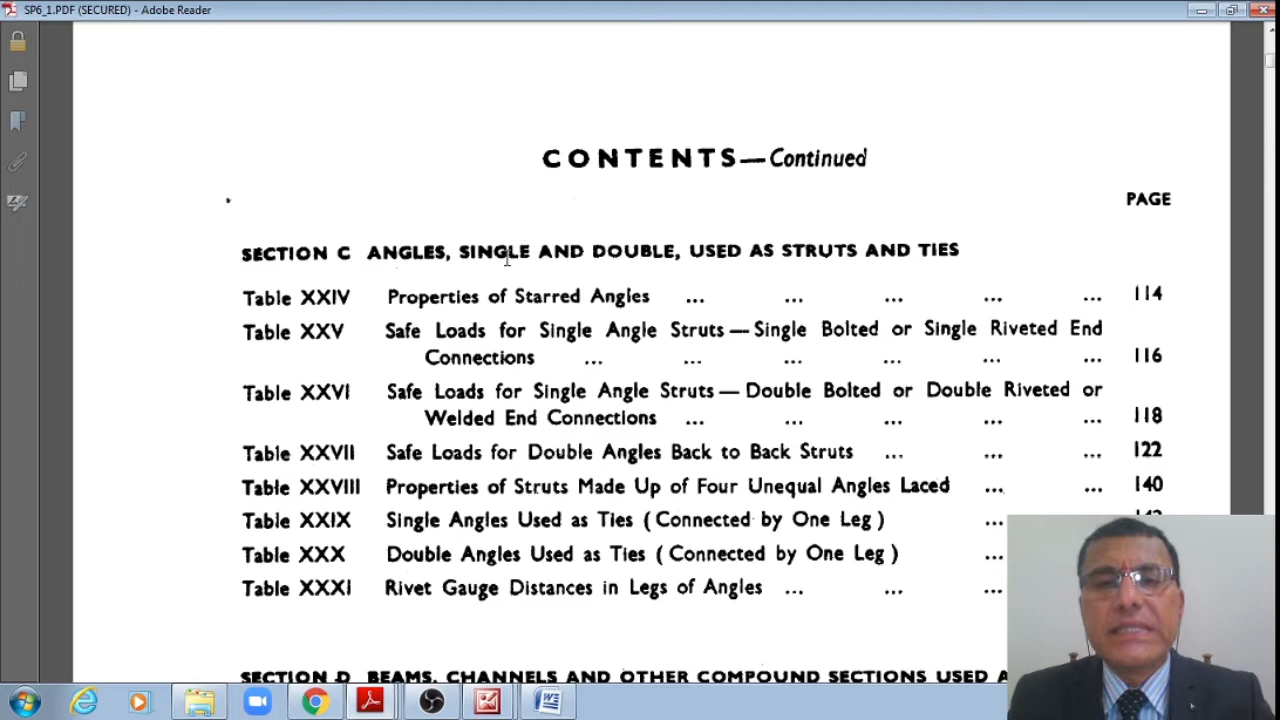 SP6_1.PDF (SECURED) - Adobe Reader
CONTENTS—Continued
PAGE
SECTION C ANGLES, SINGLE AND DOUBLE, USED AS STRUTS AND TIES
Table XXIV Properties of Starred Angles ... ... ... ... ... 114
Table XXV Safe Loads for Single Angle Struts — Single Bolted or Single Riveted End
Connections ... ... ... ... ... ... 116
Table XXVI Safe Loads for Single Angle Struts — Double Bolted or Double Riveted or
Welded End Connections ... ... ... ... ... 118
Table XXVII Safe Loads for Double Angles Back to Back Struts ... ... ... 122
Table XXVIII Properties of Struts Made Up of Four Unequal Angles Laced ... ... 140
Table XXIX Single Angles Used as Ties ( Connected by One Leg ) ...
Table XXX Double Angles Used as Ties ( Connected by One Leg ) ...
Table XXXI Rivet Gauge Distances in Legs of Angles ... ... ...
SECTION D BEAMS, CHANNELS AND OTHER COMPOUND SECTIONS USED